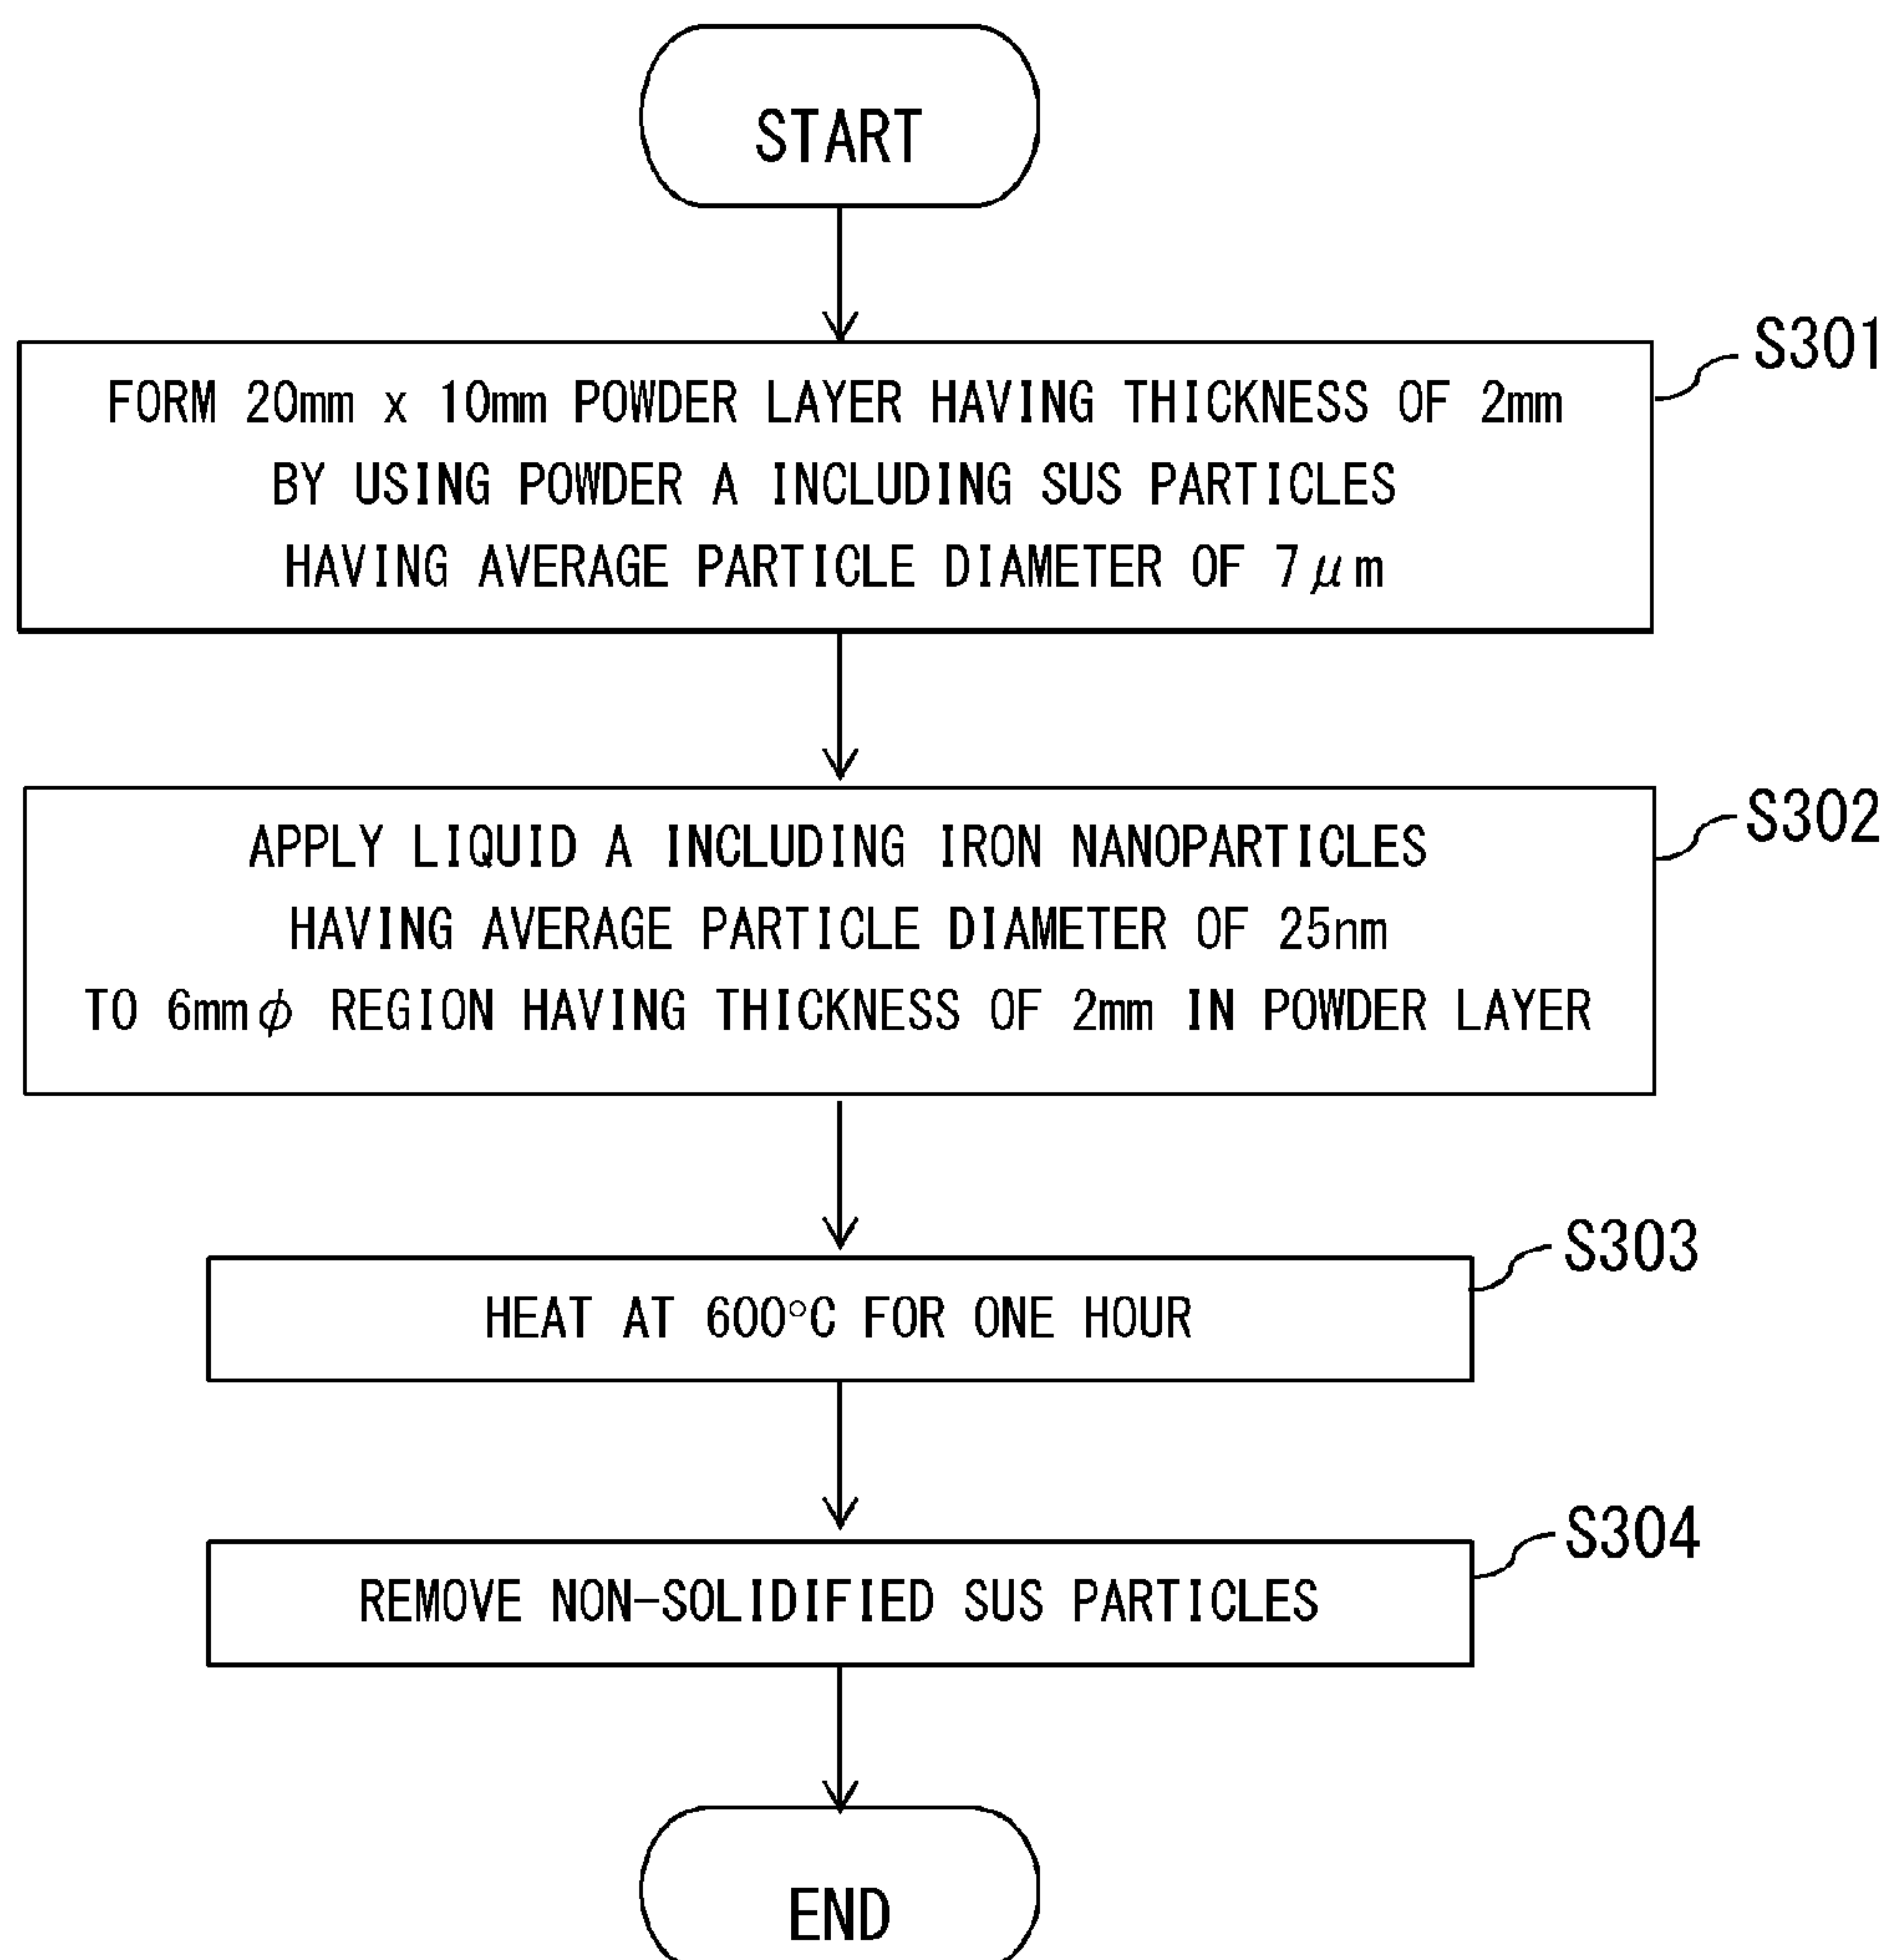 START
S301
FORM 20mm x 10mm POWDER LAYER HAVING THICKNESS OF 2mm
BY USING POWDER A INCLUDING SUS PARTICLES
HAVING AVERAGE PARTICLE DIAMETER OF 7μm
S302
APPLY LIQUID A INCLUDING IRON NANOPARTICLES
HAVING AVERAGE PARTICLE DIAMETER OF 25nm
TO 6mmφ REGION HAVING THICKNESS OF 2mm IN POWDER LAYER
S303
HEAT AT 600°C FOR ONE HOUR
S304
REMOVE NON-SOLIDIFIED SUS PARTICLES
END